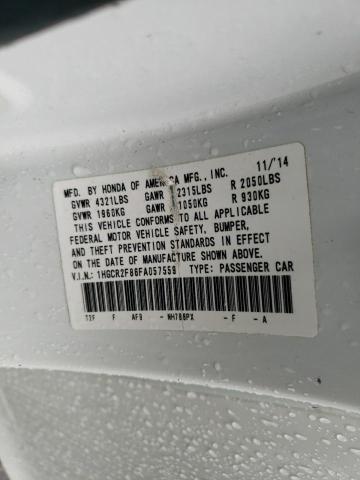 MFD. BY HONDA OF AMERICA MFG., INC. 11/'14
GVWR 4321LBS GAWR F 2315LBS R 2050LBS
GVWR 1960KG GAWR F 1050KG R 930KG
THIS VEHICLE CONFORMS TO ALL APPLICABLE
FEDERAL MOTOR VEHICLE SAFETY, BUMPER,
AND THEFT PREVENTION STANDARDS IN EFFECT
ON THE DATE OF MANUFACTURE SHOWN ABOVE.
V.I.N. 1HGCR2F86FA057559 TYPE: PASSENGER CAR
F AF9 - NH788PX - F - A